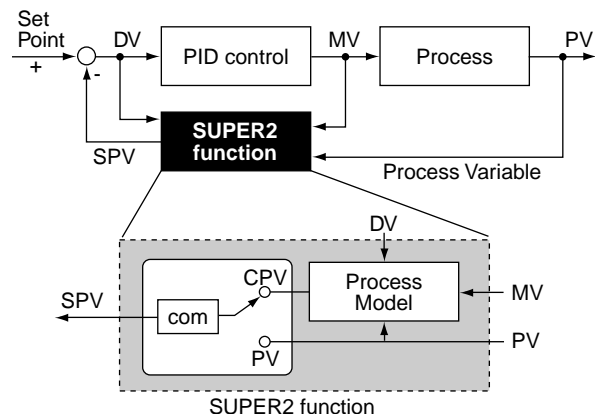 Set
Point
+
-
DV
PID control
MV
Process
PV
SPV
SUPER2
function
Process Variable
DV
SPV
com
CPV
PV
Process
Model
MV
PV
SUPER2 function